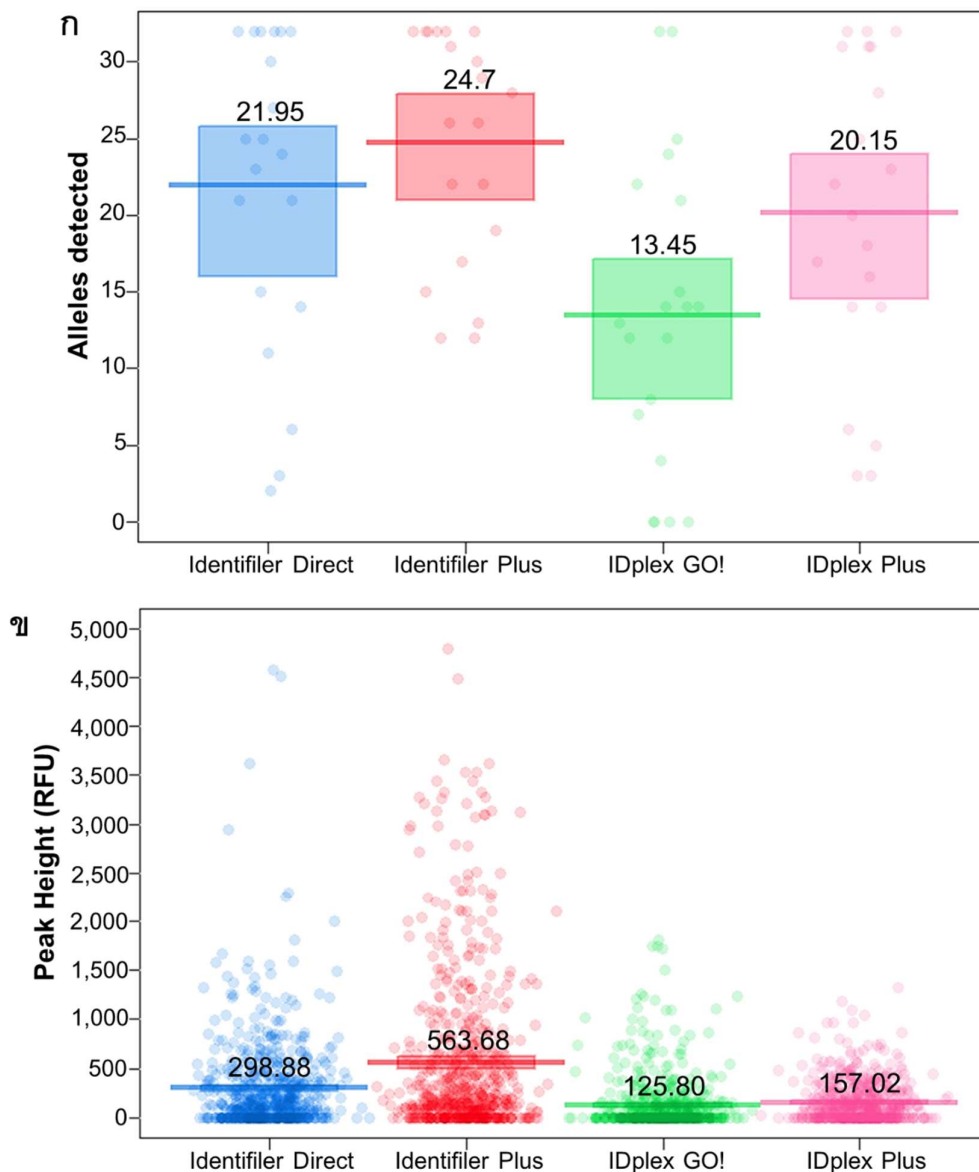 ก
Alleles detected
30
25
20
15
10
5
0
21.95
24.7
13.45
20.15
Identifiler Direct
Identifiler Plus
IDplex GO!
IDplex Plus
ข
Peak Height (RFU)
5,000
4,500
4,000
3,500
3,000
2,500
2,000
1,500
1,000
500
0
298.88
563.68
125.80
157.02
Identifiler Direct
Identifiler Plus
IDplex GO!
IDplex Plus